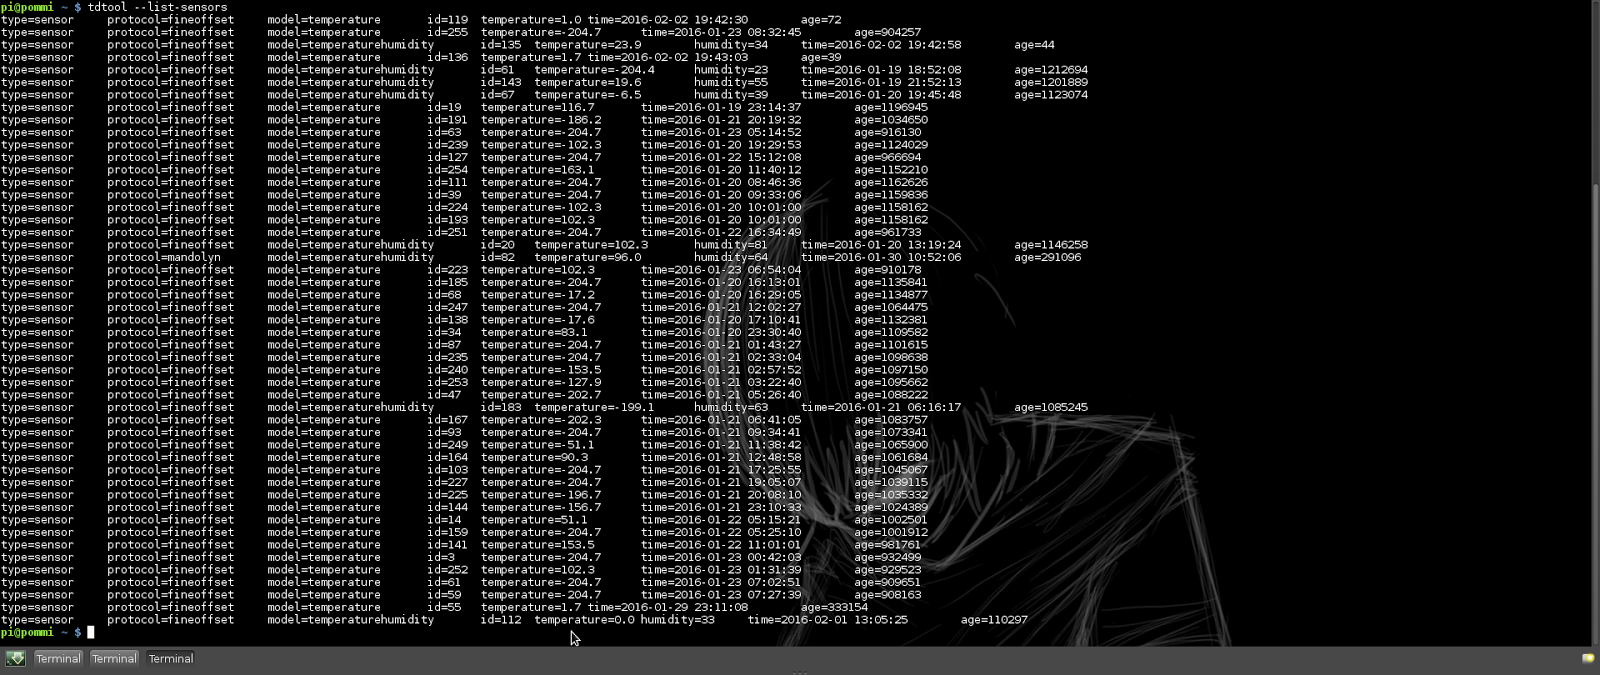 pi@pommi ~ $ tdtool --list-sensors
type=sensor protocol=fineoffset model=temperature id=119 temperature=1.0 time=2016-02-02 19:42:30 age=72
type=sensor protocol=fineoffset model=temperature id=255 temperature=-204.7 time=2016-01-23 08:32:45 age=904257
type=sensor protocol=fineoffset model=temperaturehumidity id=135 temperature=23.9 humidity=34 time=2016-02-02 19:42:58 age=44
type=sensor protocol=fineoffset model=temperature id=136 temperature=1.7 time=2016-02-02 19:43:03 age=39
type=sensor protocol=fineoffset model=temperaturehumidity id=61 temperature=-204.4 humidity=23 time=2016-01-19 18:52:08 age=1212694
type=sensor protocol=fineoffset model=temperaturehumidity id=143 temperature=19.6 humidity=55 time=2016-01-19 21:52:13 age=1201889
type=sensor protocol=fineoffset model=temperaturehumidity id=67 temperature=-6.5 humidity=39 time=2016-01-20 19:45:48 age=1123074
type=sensor protocol=fineoffset model=temperature id=19 temperature=116.7 time=2016-01-19 23:14:37 age=1196945
type=sensor protocol=fineoffset model=temperature id=191 temperature=-186.2 time=2016-01-21 20:19:32 age=1034650
type=sensor protocol=fineoffset model=temperature id=63 temperature=-204.7 time=2016-01-23 05:14:52 age=916130
type=sensor protocol=fineoffset model=temperature id=239 temperature=-102.3 time=2016-01-20 19:29:53 age=1124029
type=sensor protocol=fineoffset model=temperature id=127 temperature=-204.7 time=2016-01-22 15:12:08 age=966694
type=sensor protocol=fineoffset model=temperature id=254 temperature=163.1 time=2016-01-20 11:40:12 age=1152210
type=sensor protocol=fineoffset model=temperature id=111 temperature=-204.7 time=2016-01-20 08:46:36 age=1162626
type=sensor protocol=fineoffset model=temperature id=39 temperature=-204.7 time=2016-01-20 09:33:06 age=1159836
type=sensor protocol=fineoffset model=temperature id=224 temperature=-102.3 time=2016-01-20 10:01:00 age=1158162
type=sensor protocol=fineoffset model=temperature id=193 temperature=102.3 time=2016-01-20 10:01:00 age=1158162
type=sensor protocol=fineoffset model=temperature id=251 temperature=-204.7 time=2016-01-22 16:34:49 age=961733
type=sensor protocol=fineoffset model=temperaturehumidity id=20 temperature=102.3 humidity=81 time=2016-01-20 13:19:24 age=1146258
type=sensor protocol=mandolyn model=temperaturehumidity id=82 temperature=96.0 humidity=64 time=2016-01-30 10:52:06 age=291096
type=sensor protocol=fineoffset model=temperature id=223 temperature=102.3 time=2016-01-23 06:54:04 age=910178
type=sensor protocol=fineoffset model=temperature id=185 temperature=-204.7 time=2016-01-20 16:13:01 age=1135841
type=sensor protocol=fineoffset model=temperature id=68 temperature=-17.2 time=2016-01-20 16:29:05 age=1134877
type=sensor protocol=fineoffset model=temperature id=247 temperature=-204.7 time=2016-01-21 12:02:27 age=1064475
type=sensor protocol=fineoffset model=temperature id=138 temperature=-17.6 time=2016-01-20 17:10:41 age=1132381
type=sensor protocol=fineoffset model=temperature id=34 temperature=83.1 time=2016-01-20 23:30:40 age=1109582
type=sensor protocol=fineoffset model=temperature id=87 temperature=-204.7 time=2016-01-21 01:43:27 age=1101615
type=sensor protocol=fineoffset model=temperature id=235 temperature=-204.7 time=2016-01-21 02:33:04 age=1098638
type=sensor protocol=fineoffset model=temperature id=240 temperature=-153.5 time=2016-01-21 02:57:52 age=1097150
type=sensor protocol=fineoffset model=temperature id=253 temperature=-127.9 time=2016-01-21 03:22:40 age=1095662
type=sensor protocol=fineoffset model=temperature id=47 temperature=-202.7 time=2016-01-21 05:26:40 age=1088222
type=sensor protocol=fineoffset model=temperaturehumidity id=183 temperature=-199.1 humidity=63 time=2016-01-21 06:16:17 age=1085245
type=sensor protocol=fineoffset model=temperature id=167 temperature=-202.3 time=2016-01-21 06:41:05 age=1083757
type=sensor protocol=fineoffset model=temperature id=93 temperature=-204.7 time=2016-01-21 09:34:41 age=1073341
type=sensor protocol=fineoffset model=temperature id=249 temperature=-51.1 time=2016-01-21 11:38:42 age=1065900
type=sensor protocol=fineoffset model=temperature id=164 temperature=90.3 time=2016-01-21 12:48:58 age=1061684
type=sensor protocol=fineoffset model=temperature id=103 temperature=-204.7 time=2016-01-21 17:25:55 age=1045067
type=sensor protocol=fineoffset model=temperature id=227 temperature=-204.7 time=2016-01-21 19:05:07 age=1039115
type=sensor protocol=fineoffset model=temperature id=225 temperature=-196.7 time=2016-01-21 20:08:10 age=1035332
type=sensor protocol=fineoffset model=temperature id=144 temperature=-156.7 time=2016-01-21 23:10:33 age=1024389
type=sensor protocol=fineoffset model=temperature id=14 temperature=51.1 time=2016-01-22 05:15:21 age=1002501
type=sensor protocol=fineoffset model=temperature id=159 temperature=-204.7 time=2016-01-22 05:25:10 age=1001912
type=sensor protocol=fineoffset model=temperature id=141 temperature=153.5 time=2016-01-22 11:01:01 age=981761
type=sensor protocol=fineoffset model=temperature id=3 temperature=-204.7 time=2016-01-23 00:42:03 age=932499
type=sensor protocol=fineoffset model=temperature id=252 temperature=102.3 time=2016-01-23 01:31:39 age=929523
type=sensor protocol=fineoffset model=temperature id=61 temperature=-204.7 time=2016-01-23 07:02:51 age=909651
type=sensor protocol=fineoffset model=temperature id=59 temperature=-204.7 time=2016-01-23 07:27:39 age=908163
type=sensor protocol=fineoffset model=temperature id=55 temperature=1.7 time=2016-01-29 23:11:08 age=333154
type=sensor protocol=fineoffset model=temperaturehumidity id=112 temperature=0.0 humidity=33 time=2016-02-01 13:05:25 age=110297
pi@pommi ~ $
Terminal Terminal Terminal